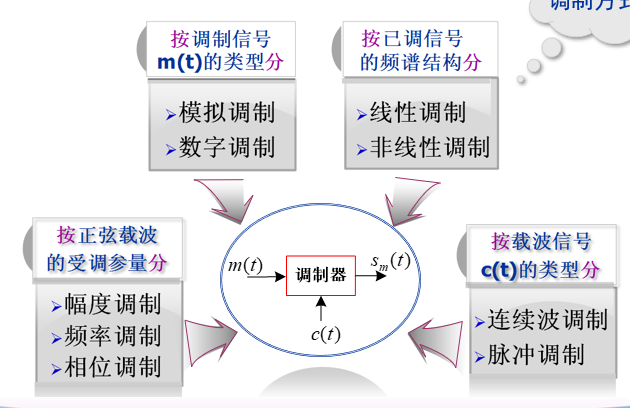 调制方式
按调制信号
m(t)的类型分
➢模拟调制
➢数字调制
按已调信号
的频谱结构分
➢线性调制
➢非线性调制
按正弦载波
的受调参量分
➢幅度调制
➢频率调制
➢相位调制
m(t)
调制器
sm(t)
c(t)
按载波信号
c(t)的类型分
➢连续波调制
➢脉冲调制